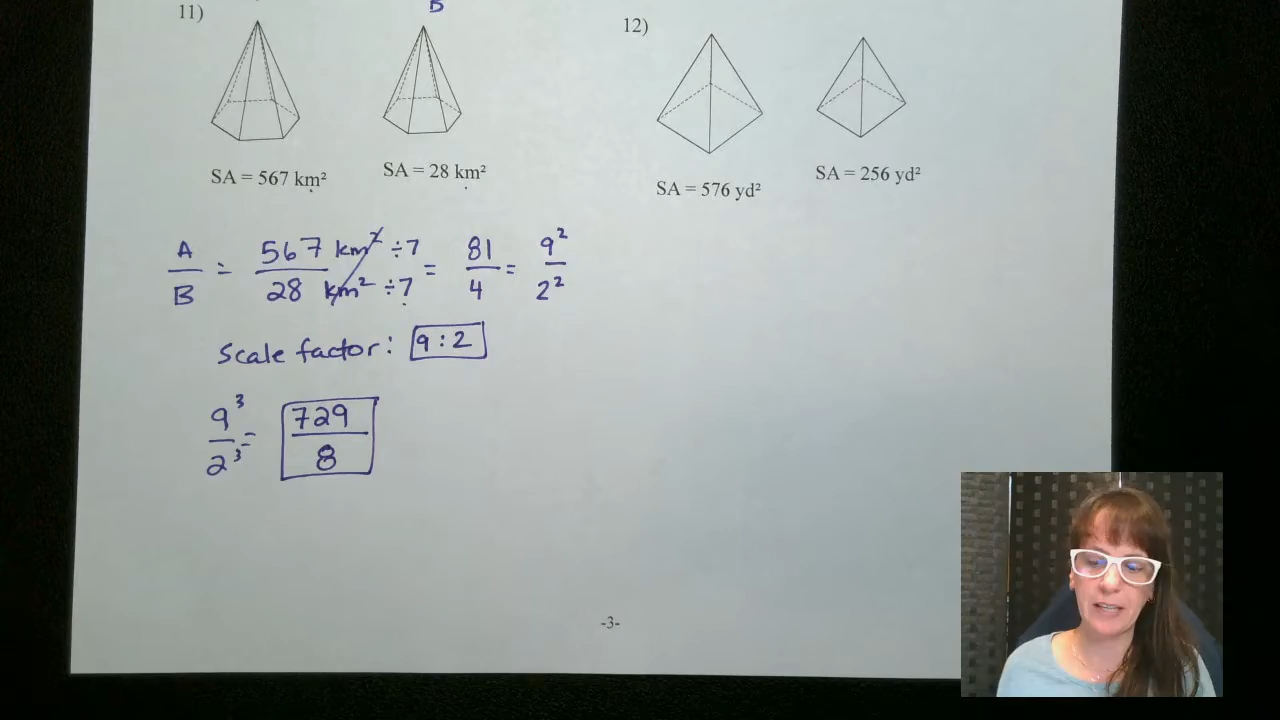 11)
B
12)
SA = 567 km²
SA = 28 km²
SA = 576 yd²
SA = 256 yd²
A/B = 567 km² ÷7 / 28 km² ÷7 = 81/4 = 9²/2²
Scale factor: 9 : 2
9³/2³ = 729/8
-3-